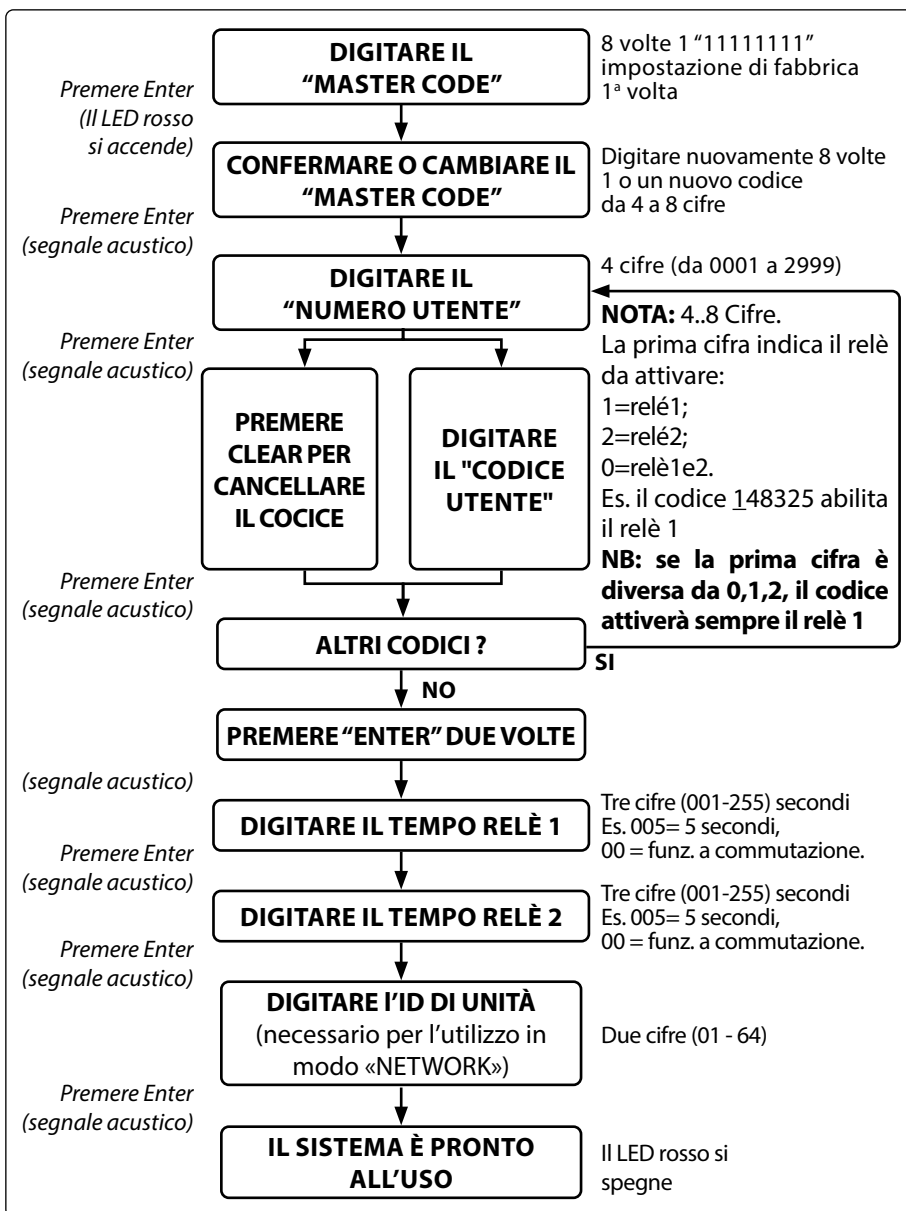 DIGITARE IL
“MASTER CODE”
8 volte 1 “11111111”
impostazione di fabbrica
1ª volta
Premere Enter
(Il LED rosso
si accende)
CONFERMARE O CAMBIARE IL
“MASTER CODE”
Digitare nuovamente 8 volte
1 o un nuovo codice
da 4 a 8 cifre
Premere Enter
(segnale acustico)
DIGITARE IL
“NUMERO UTENTE”
4 cifre (da 0001 a 2999)
Premere Enter
(segnale acustico)
PREMERE
CLEAR PER
CANCELLARE
IL COCICE
DIGITARE
IL "CODICE
UTENTE"
NOTA: 4..8 Cifre.
La prima cifra indica il relè
da attivare:
1=relé1;
2=relé2;
0=relè1e2.
Es. il codice 148325 abilita
il relè 1
NB: se la prima cifra è
diversa da 0,1,2, il codice
attiverà sempre il relè 1
Premere Enter
(segnale acustico)
ALTRI CODICI ?
SI
NO
PREMERE “ENTER” DUE VOLTE
(segnale acustico)
DIGITARE IL TEMPO RELÈ 1
Tre cifre (001-255) secondi
Es. 005= 5 secondi,
00 = funz. a commutazione.
Premere Enter
(segnale acustico)
DIGITARE IL TEMPO RELÈ 2
Tre cifre (001-255) secondi
Es. 005= 5 secondi,
00 = funz. a commutazione.
Premere Enter
(segnale acustico)
DIGITARE l’ID DI UNITÀ
(necessario per l’utilizzo in
modo «NETWORK»)
Due cifre (01 - 64)
Premere Enter
(segnale acustico)
IL SISTEMA È PRONTO
ALL’USO
Il LED rosso si
spegne